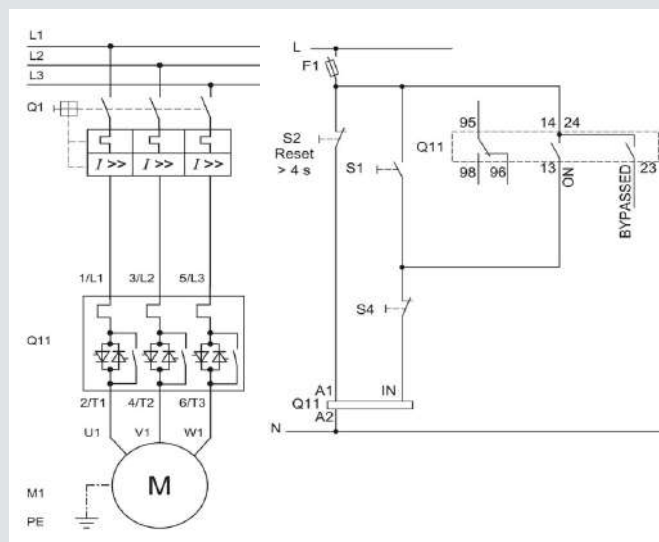 L1
L2
L3
Q1
I >> I >> I >>
1/L1 3/L2 5/L3
Q11
2/T1 4/T2 6/T3
U1 V1 W1
M
M1
PE
L
F1
S2
Reset
> 4 s
S1
95
14 24
Q11
98 96
13
ON
23
BYPASSED
S4
A1 IN
Q11
A2
N